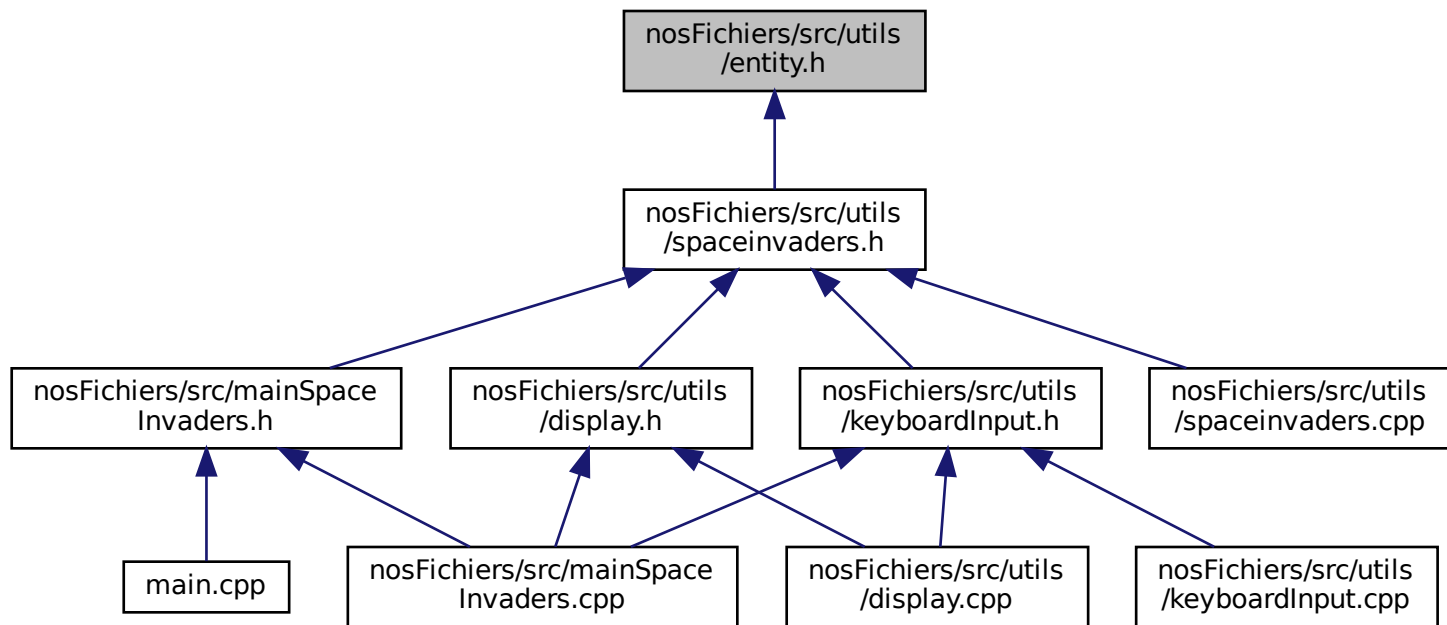 nosFichiers/src/utils
/entity.h
nosFichiers/src/utils
/spaceinvaders.h
nosFichiers/src/mainSpace
Invaders.h
nosFichiers/src/utils
/display.h
nosFichiers/src/utils
/keyboardInput.h
nosFichiers/src/utils
/spaceinvaders.cpp
main.cpp
nosFichiers/src/mainSpace
Invaders.cpp
nosFichiers/src/utils
/display.cpp
nosFichiers/src/utils
/keyboardInput.cpp